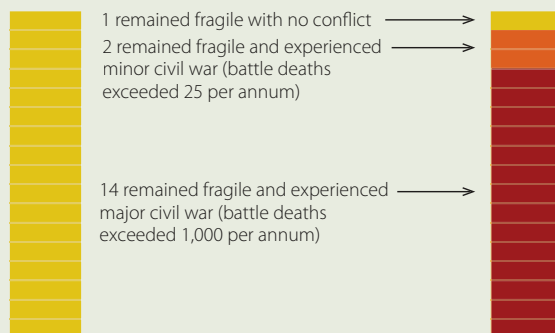 1 remained fragile with no conflict
2 remained fragile and experienced
minor civil war (battle deaths
exceeded 25 per annum)
14 remained fragile and experienced
major civil war (battle deaths
exceeded 1,000 per annum)